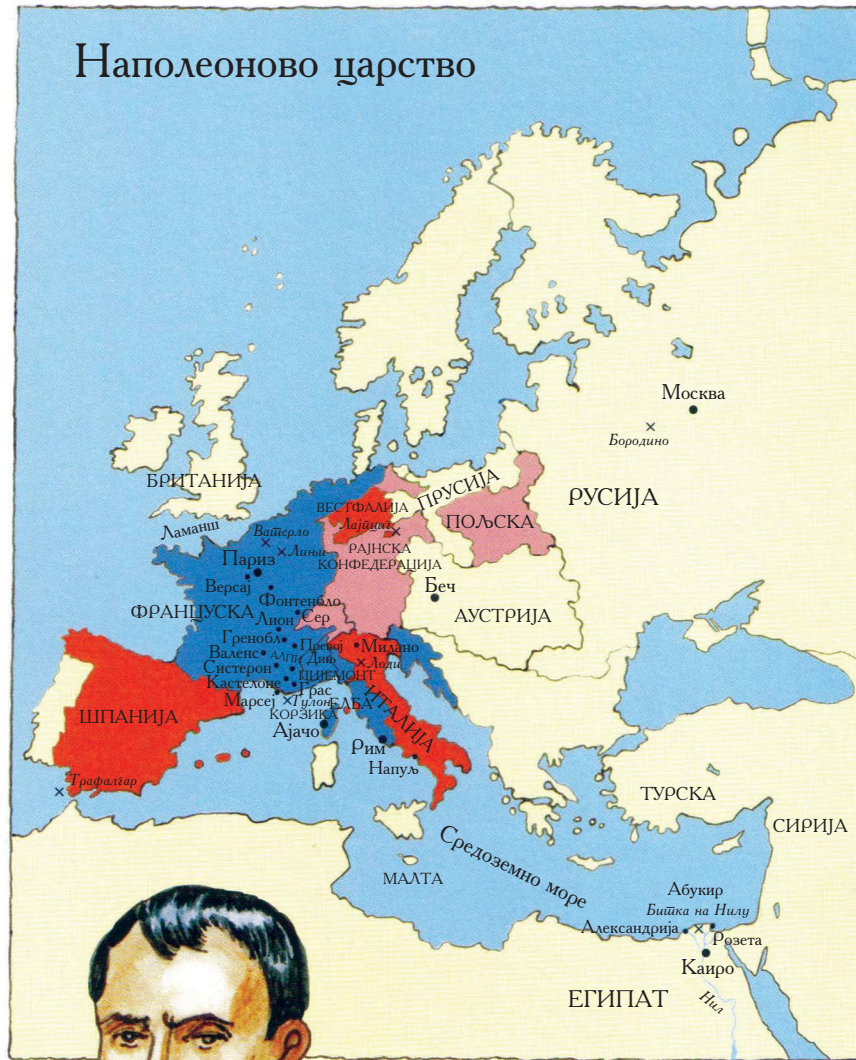 Наполеоново царство
Москва
Бородино
БРИТАНИЈА
ПРУСИЈА
РУСИЈА
ВЕСТФАЛИЈА
ПОЉСКА
Ламанш
Ватерло
Лајпциг
Лињи
РАЈНСКА
КОНФЕДЕРАЦИЈА
Париз
Версај
Беч
Фонтенбло
ФРАНЦУСКА
АУСТРИЈА
Лион
Сер
Гренобл
Превој
Милано
Валенс
АЛПИ
Дињ
Лоди
Систерон
ПИЈЕМОНТ
Кастелоне
Грас
Марсеј
Тулон
ЕЛБА
ИТАЛИЈА
ШПАНИЈА
КОРЗИКА
Ајачо
Рим
Напуљ
Трафалгар
ТУРСКА
СИРИЈА
Средоземно море
МАЛТА
Абукир
Битка на Нилу
Александрија
Розета
Каиро
ЕГИПАТ
Нил